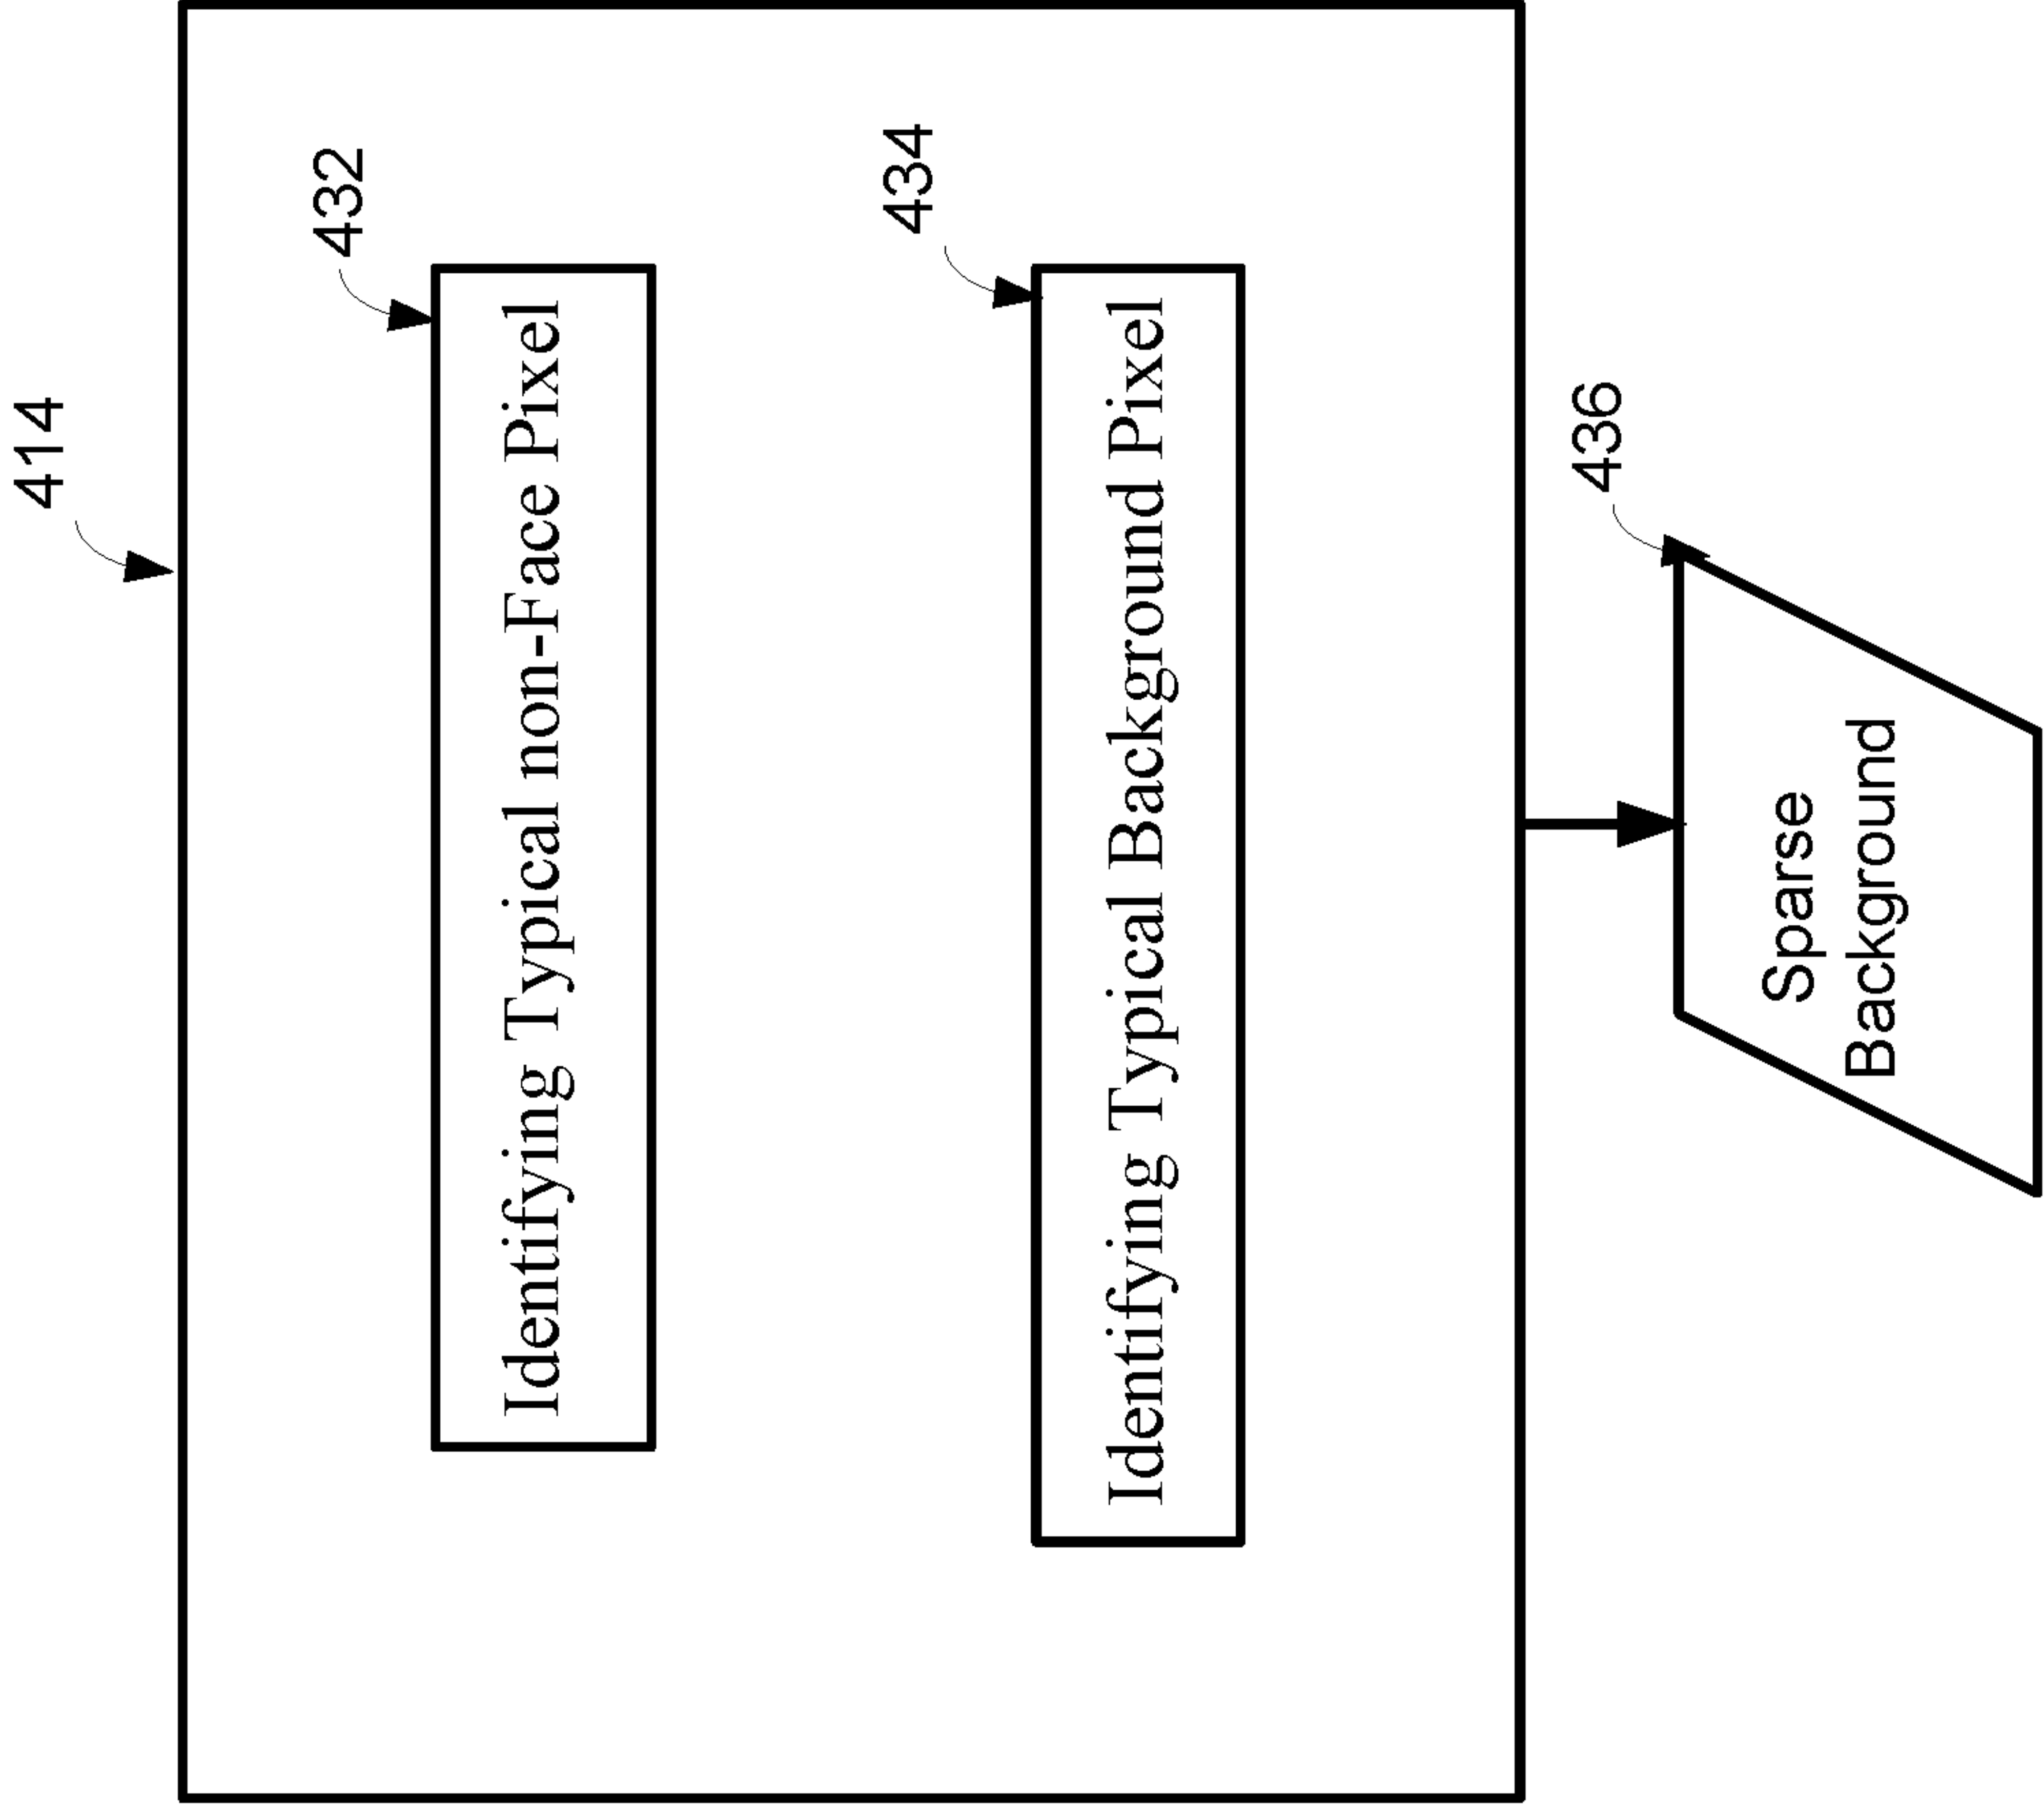 414
432
Identifying Typical non-Face Pixel
434
Identifying Typical Background Pixel
436
Sparse
Background